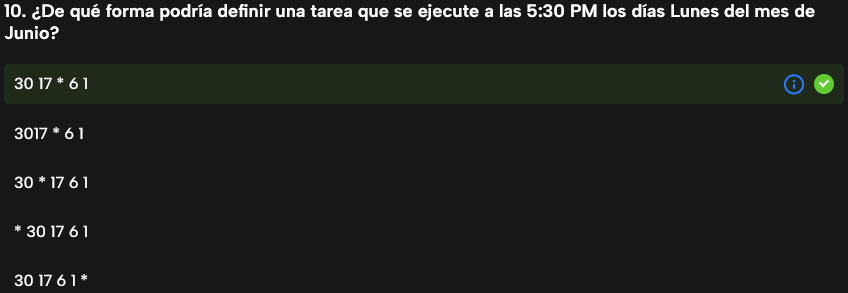 10. ¿De qué forma podría definir una tarea que se ejecute a las 5:30 PM los días Lunes del mes de
Junio?
30 17 * 6 1
3017 * 6 1
30 * 17 6 1
* 30 17 6 1
30 17 6 1 *